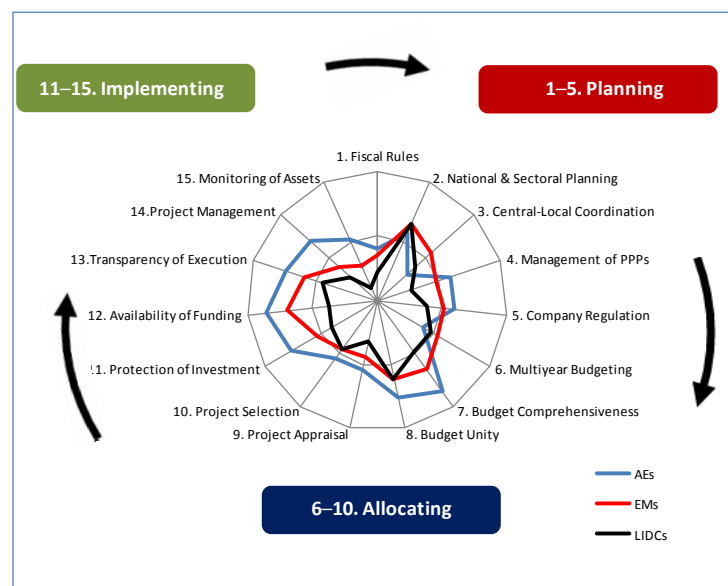 11–15. Implementing
1–5. Planning
1. Fiscal Rules
15. Monitoring of Assets
2. National & Sectoral Planning
14.Project Management
3. Central-Local Coordination
13.Transparency of Execution
4. Management of PPPs
12. Availability of Funding
5. Company Regulation
11. Protection of Investment
6. Multiyear Budgeting
10. Project Selection
7. Budget Comprehensiveness
9. Project Appraisal
8. Budget Unity
AEs
6–10. Allocating
EMs
LIDCs